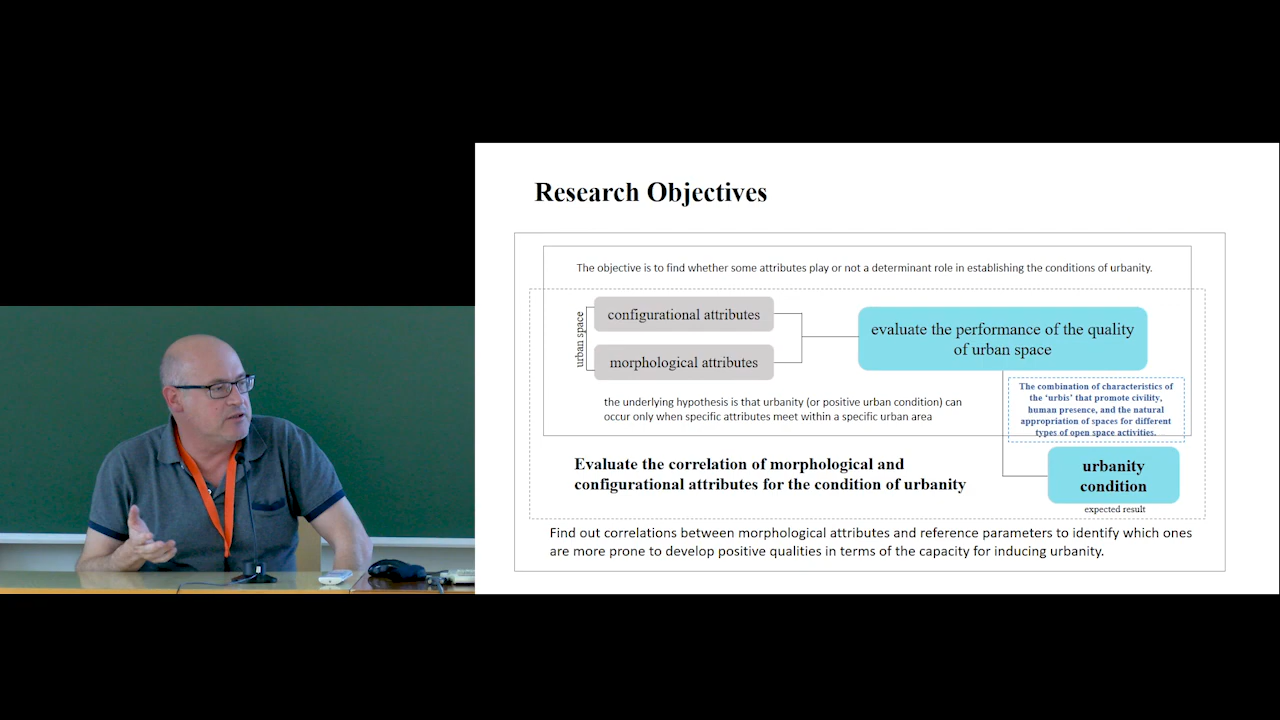 Research Objectives
The objective is to find whether some attributes play or not a determinant role in establishing the conditions of urbanity.
urban space
configurational attributes
morphological attributes
evaluate the performance of the quality
of urban space
the underlying hypothesis is that urbanity (or positive urban condition) can
occur only when specific attributes meet within a specific urban area
The combination of characteristics of
the ‘urbis’ that promote civility,
human presence, and the natural
appropriation of spaces for different
types of open space activities.
Evaluate the correlation of morphological and
configurational attributes for the condition of urbanity
urbanity
condition
expected result
Find out correlations between morphological attributes and reference parameters to identify which ones
are more prone to develop positive qualities in terms of the capacity for inducing urbanity.